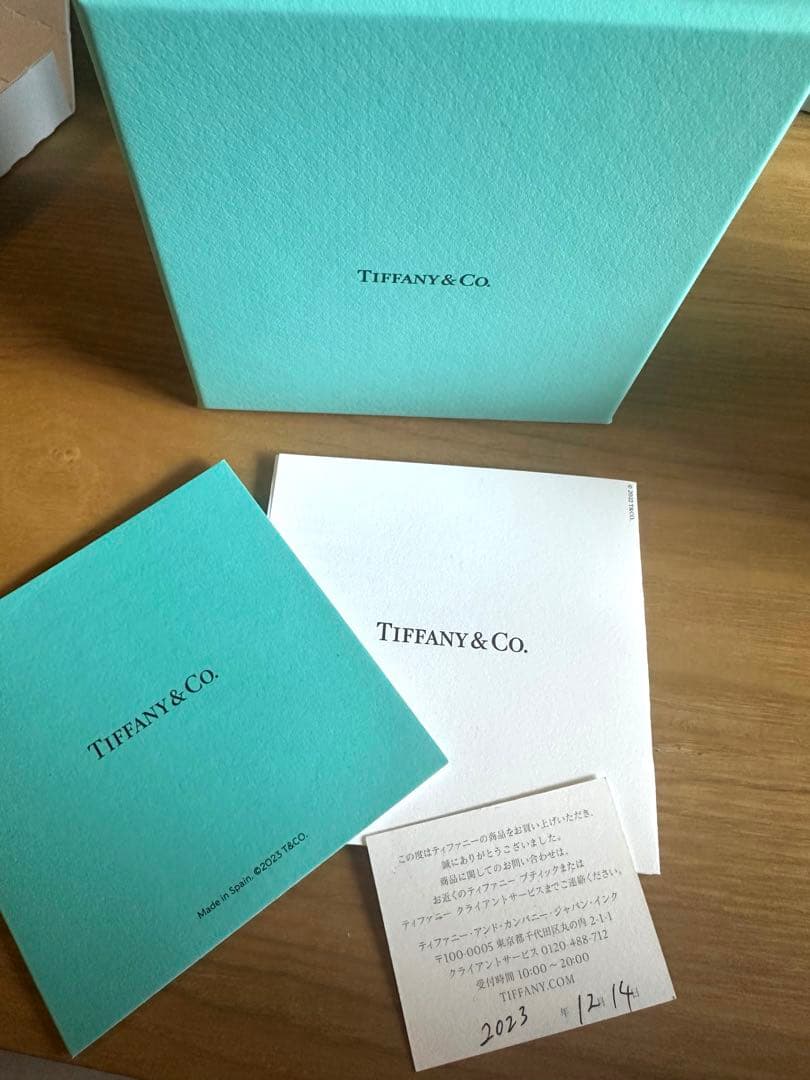 TIFFANY & CO.
© 2022 T&CO.
TIFFANY & CO.
TIFFANY & CO.
Made in Spain. ©2023 T&CO.
この度はティファニーの商品をお買い上げいただき、
誠にありがとうございました。
商品に関してのお問い合わせは、
お近くのティファニー ブティックまたは
ティファニー クライアントサービスまでご連絡ください。
ティファニー・アンド・カンパニー・ジャパン・インク
〒100-0005 東京都千代田区丸の内 2-1-1
クライアントサービス 0120-488-712
受付時間 10:00～20:00
TIFFANY.COM
2023 年 12月 14日